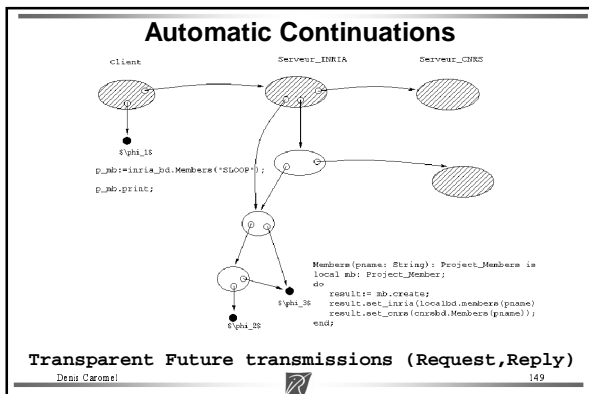 Automatic Continuations
Client
Serveur_INRIA
Serveur_CNRS
$\phi_1$
p_mb:=inria_bd.Members("SLOOP");
p_mb.print;
Members(pname: String): Project_Members is
local mb: Project_Member;
do
result:= mb.create;
result.set_inria(localbd.members(pname)
result.set_cnrs(cnrsbd.Members(pname));
end;
$\phi_3$
$\phi_2$
Transparent Future transmissions (Request,Reply)
Denis Caromel
149